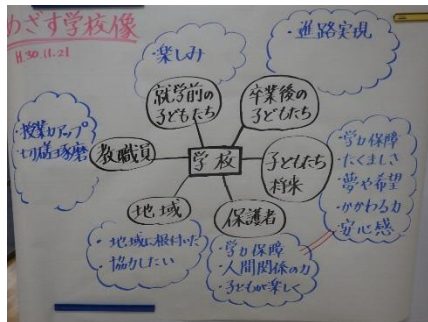 めざす学校像
H.30.11.21
・楽しみ
・進路実現
就学前の
子どもたち
卒業後の
子どもたち
・授業力アップ
・切磋琢磨
教職員
学校
子どもたち
将来
・学力保障
・たくましさ
・夢や希望
・かかわる力
・安心感
地域
保護者
・地域に根付いた
・協力したい
・学力保障
・人間関係の力
・子どもが楽しく